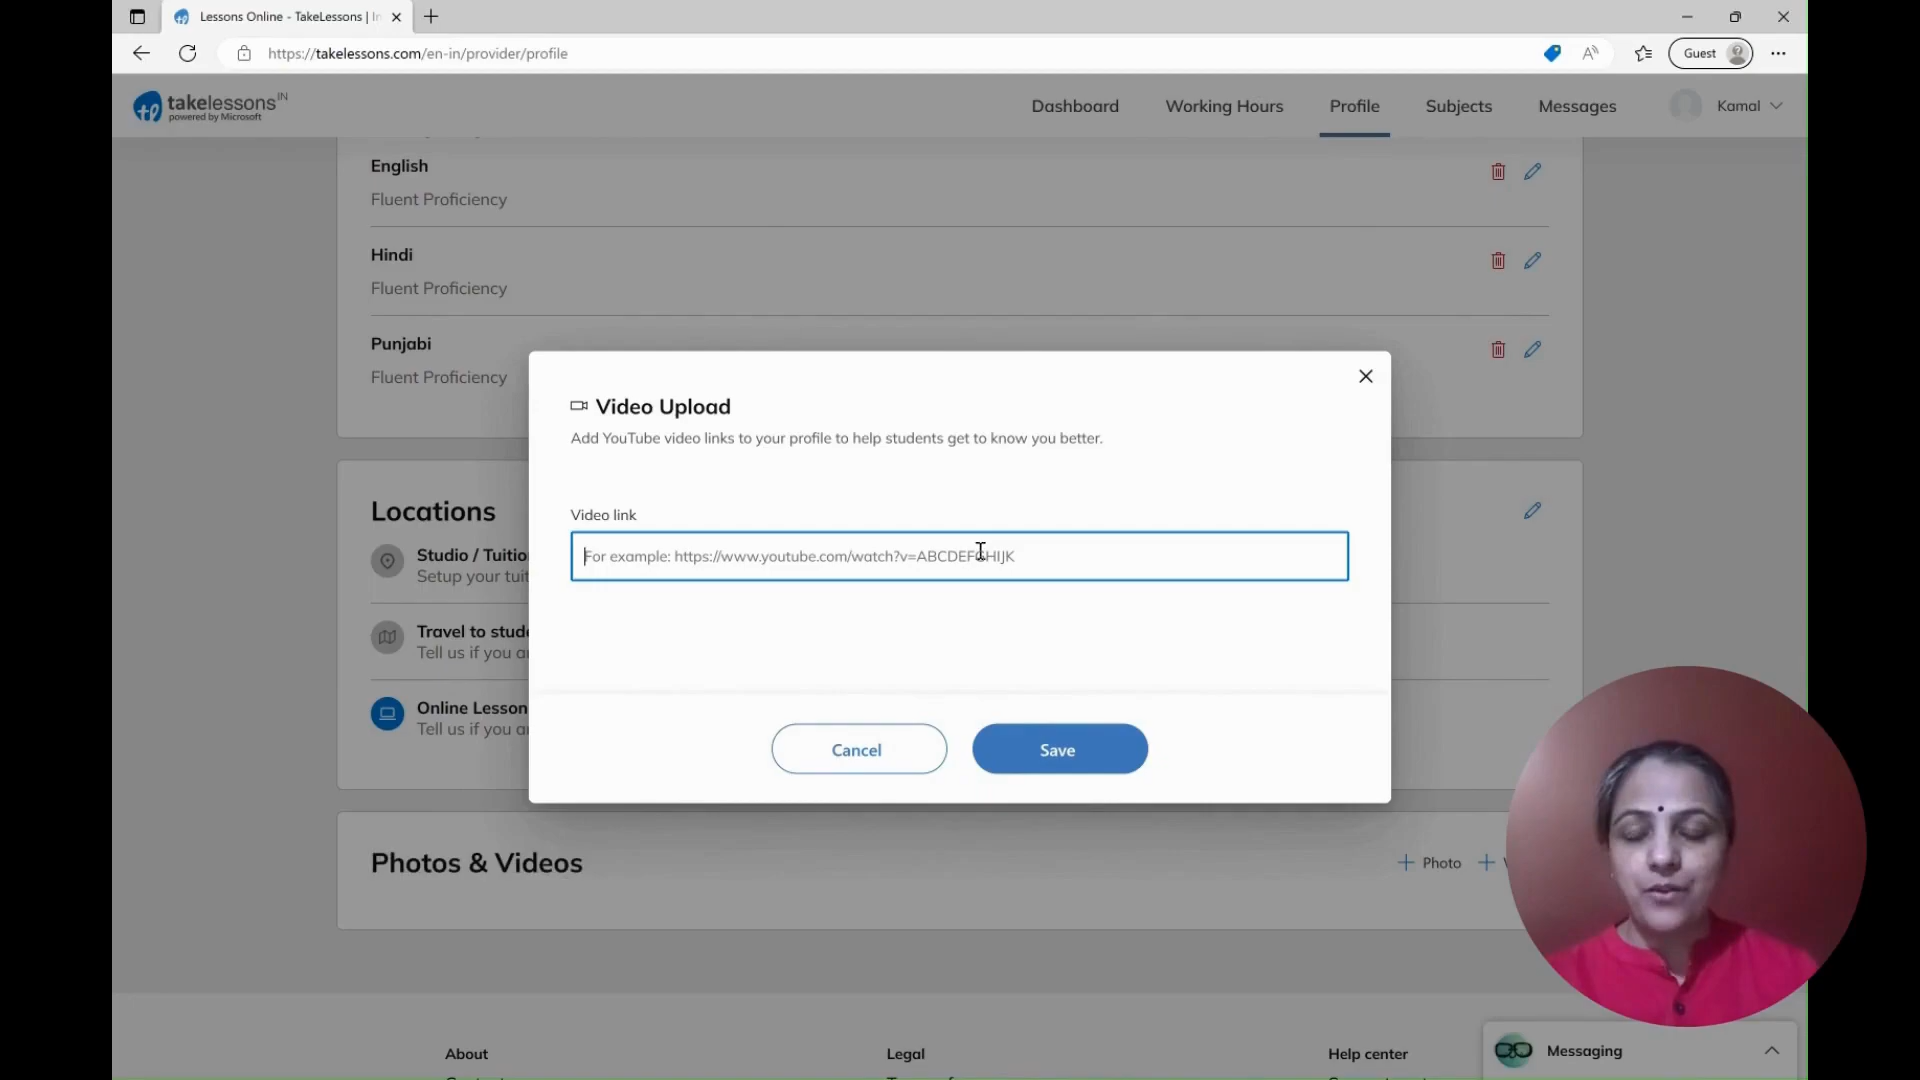 Lessons Online - TakeLessons | In
https://takelessons.com/en-in/provider/profile
Guest
takelessons IN
powered by Microsoft
Dashboard
Working Hours
Profile
Subjects
Messages
Kamal
English
Fluent Proficiency
Hindi
Fluent Proficiency
Punjabi
Fluent Proficiency
Video Upload
Add YouTube video links to your profile to help students get to know you better.
Video link
For example: https://www.youtube.com/watch?v=ABCDEFGHIJK
Cancel
Save
Locations
Studio / Tuitio
Setup your tuit
Travel to stude
Tell us if you a
Online Lesson
Tell us if you a
Photos & Videos
+ Photo
+
About
Legal
Help center
Messaging